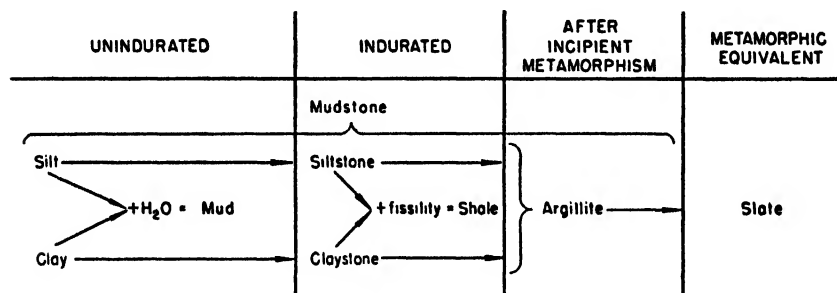 UNINDURATED
INDURATED
AFTER
INCIPIENT
METAMORPHISM
METAMORPHIC
EQUIVALENT
Mudstone
Silt
Siltstone
+H₂O = Mud
+fissility = Shale
Argillite
Slate
Clay
Claystone